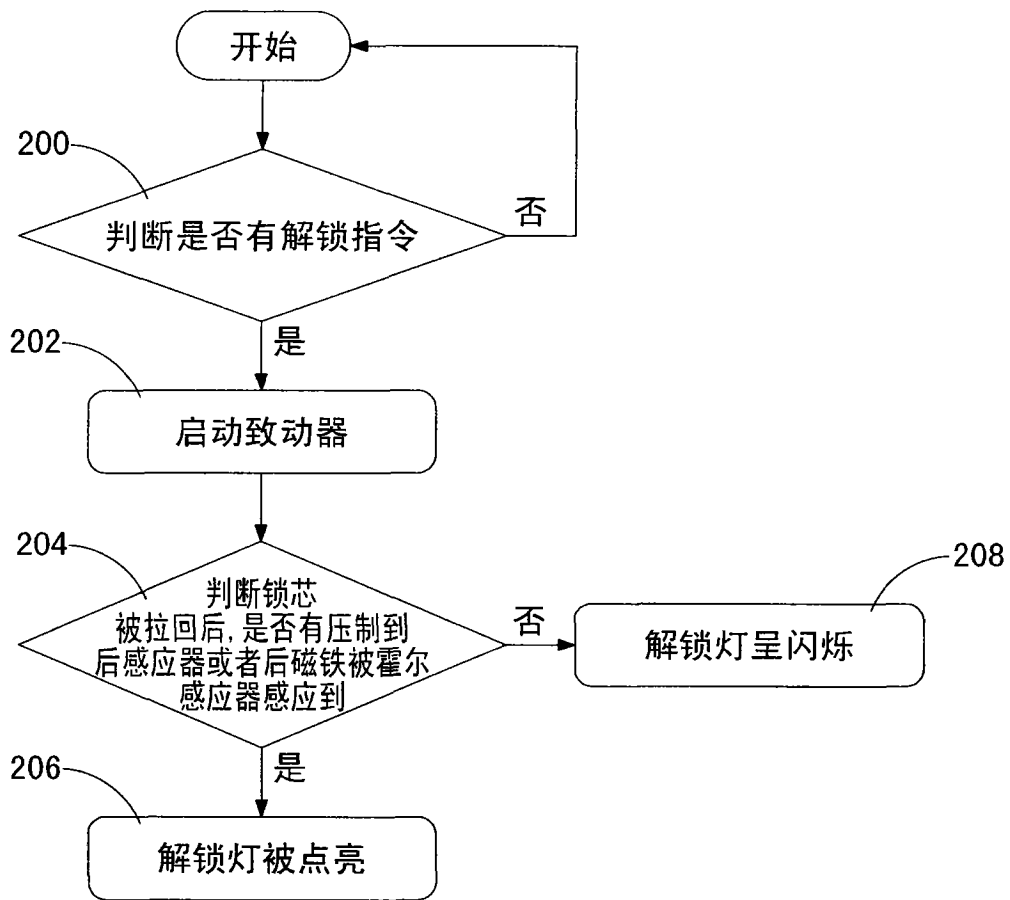 开始
200
判断是否有解锁指令
否
是
202
启动致动器
204
判断锁芯
被拉回后,是否有压制到
后感应器或者后磁铁被霍尔
感应器感应到
否
208
解锁灯呈闪烁
是
206
解锁灯被点亮